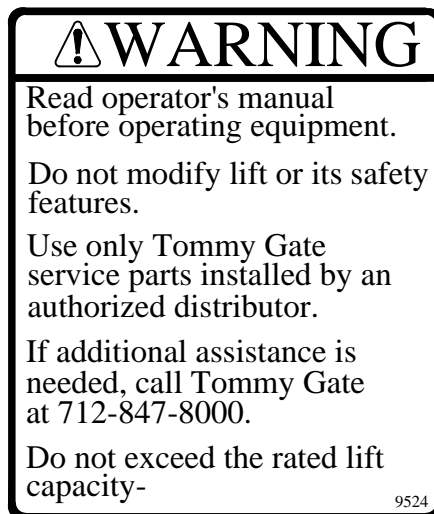 WARNING
Read operator's manual
before operating equipment.
Do not modify lift or its safety
features.
Use only Tommy Gate
service parts installed by an
authorized distributor.
If additional assistance is
needed, call Tommy Gate
at 712-847-8000.
Do not exceed the rated lift
capacity-
9524